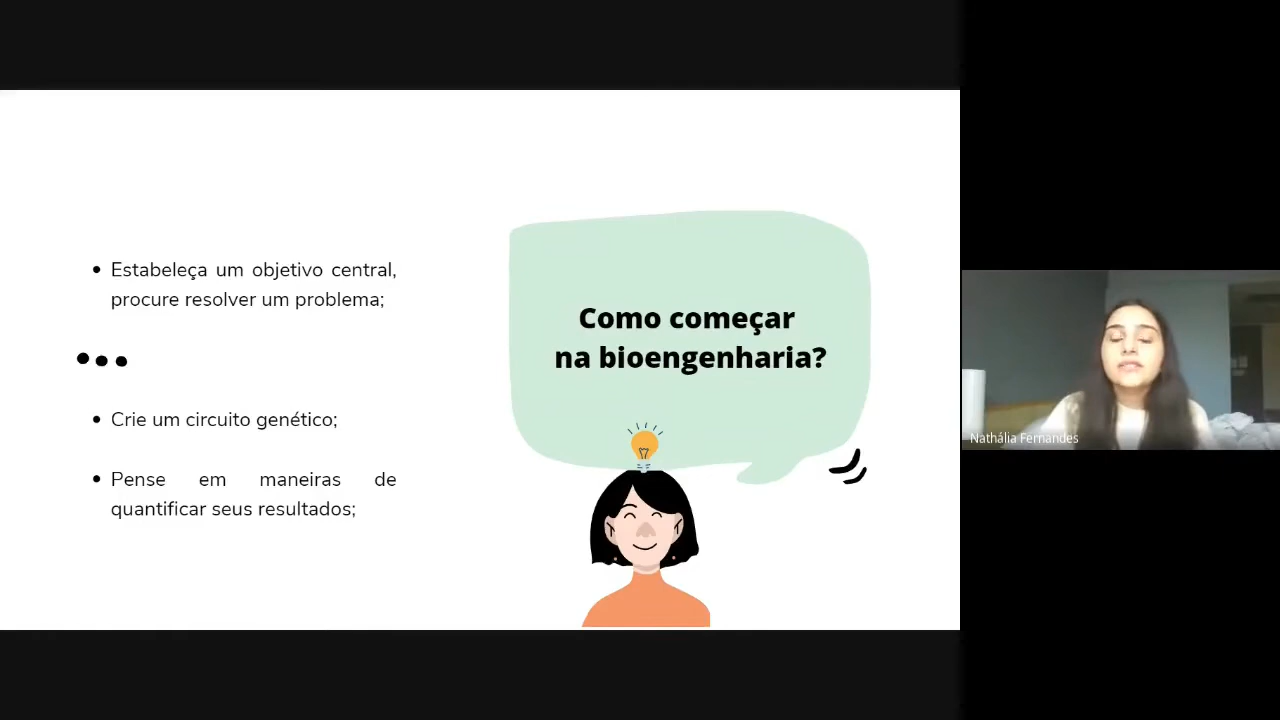 Estabeleça um objetivo central,
procure resolver um problema;
Crie um circuito genético;
Pense em maneiras de
quantificar seus resultados;
Como começar
na bioengenharia?
Nathália Fernandes